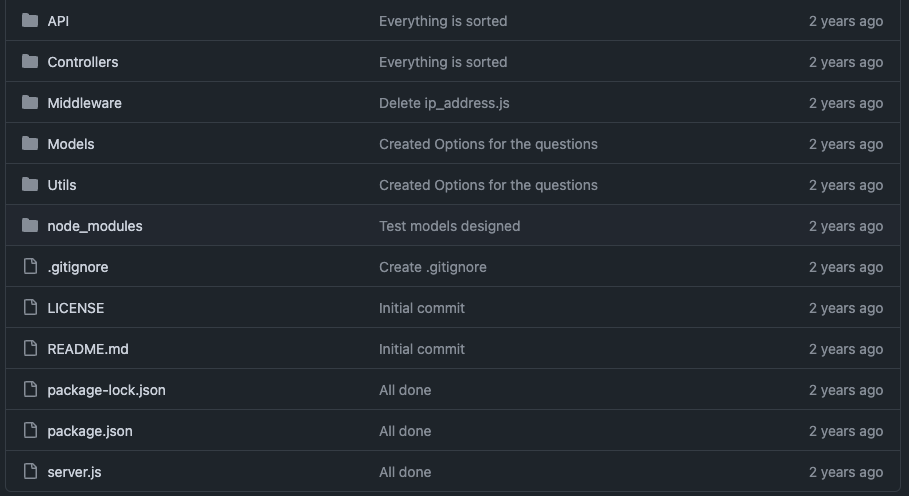 API Everything is sorted 2 years ago
Controllers Everything is sorted 2 years ago
Middleware Delete ip_address.js 2 years ago
Models Created Options for the questions 2 years ago
Utils Created Options for the questions 2 years ago
node_modules Test models designed 2 years ago
.gitignore Create .gitignore 2 years ago
LICENSE Initial commit 2 years ago
README.md Initial commit 2 years ago
package-lock.json All done 2 years ago
package.json All done 2 years ago
server.js All done 2 years ago